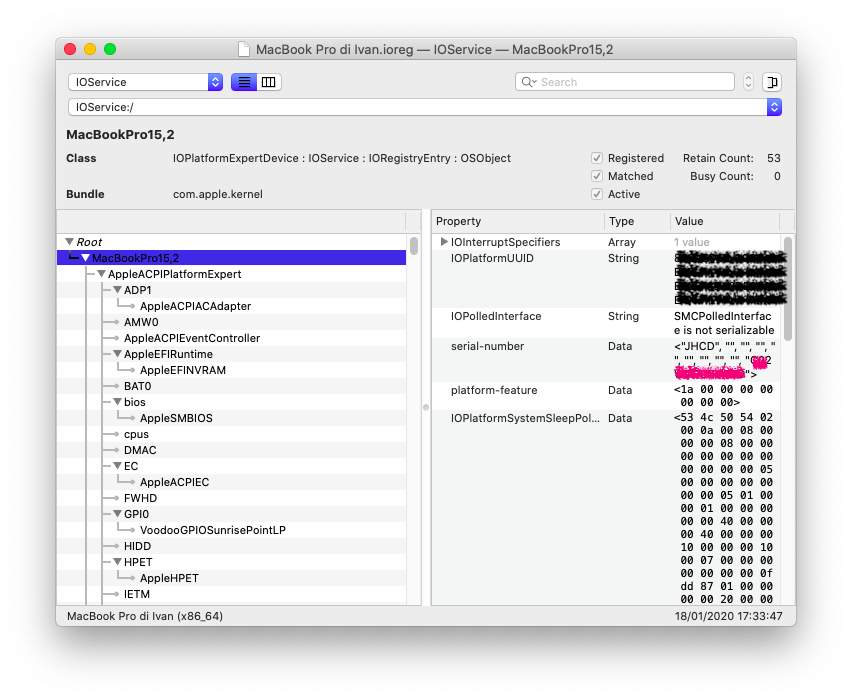 MacBook Pro di Ivan.ioreg — IOService — MacBookPro15,2
IOService
Search
IOService:/
MacBookPro15,2
Class IOPlatformExpertDevice : IOService : IORegistryEntry : OSObject Registered Retain Count: 53
Matched Busy Count: 0
Bundle com.apple.kernel Active
Property Type Value
Root
MacBookPro15,2
AppleACPIPlatformExpert
ADP1
AppleACPIACAdapter
AMW0
AppleACPIEventController
AppleEFIRuntime
AppleEFINVRAM
BAT0
bios
AppleSMBIOS
cpus
DMAC
EC
AppleACPIEC
FWHD
GPI0
VoodooGPIOSunrisePointLP
HIDD
HPET
AppleHPET
IETM
IOInterruptSpecifiers Array 1 value
IOPlatformUUID String
IOPolledInterface String SMCPolledInterfac
e is not serializable
serial-number Data <"JHCD", "", "", "", "
", "", "", "", "",
">
platform-feature Data <1a 00 00 00 00
00 00 00>
IOPlatformSystemSleepPol... Data <53 4c 50 54 02
00 0a 00 08 00
00 00 08 00 00
00 00 00 00 00
00 00 00 00 05
00 00 00 00 00
00 00 05 01 00
00 01 00 00 00
00 00 40 00 00
00 40 00 00 00
10 00 00 00 10
00 07 00 00 00
00 00 00 00 0f
dd 87 01 00 00
00 00 20 00 00
MacBook Pro di Ivan (x86_64) 18/01/2020 17:33:47